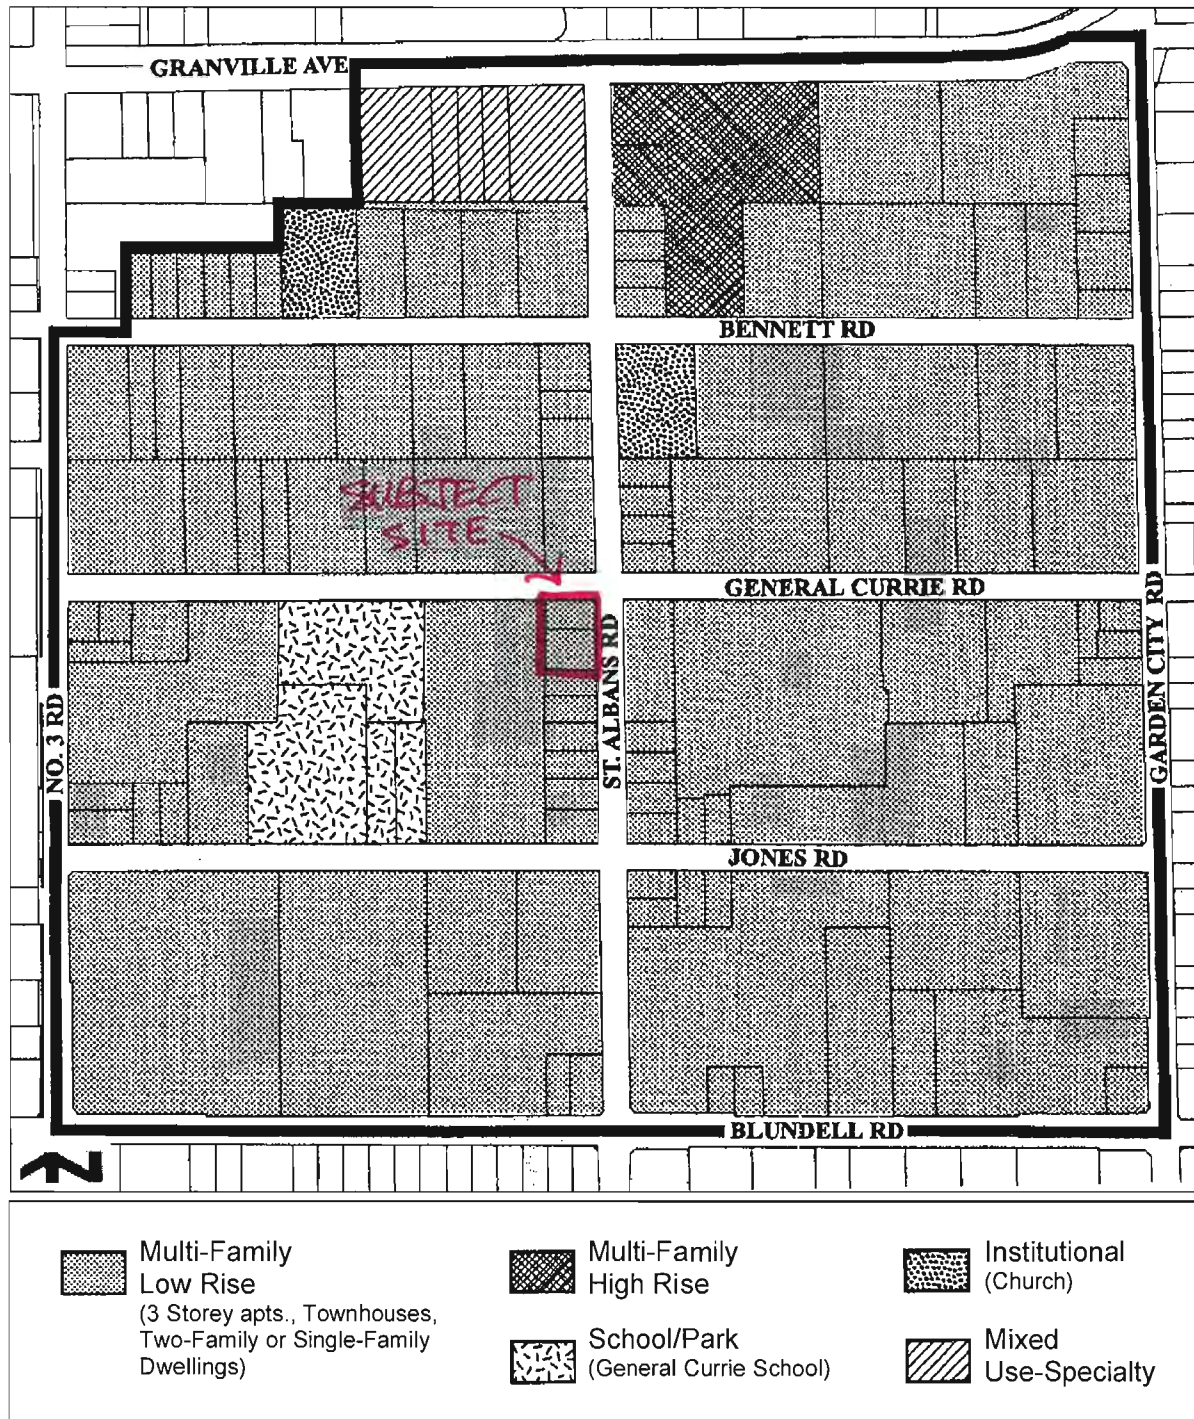 GRANVILLE AVE
BENNETT RD
SUBJECT
SITE
GENERAL CURRIE RD
NO. 3 RD
ST. ALBANS RD
GARDEN CITY RD
JONES RD
BLUNDELL RD
N
Multi-Family
Low Rise
(3 Storey apts., Townhouses,
Two-Family or Single-Family
Dwellings)
Multi-Family
High Rise
School/Park
(General Currie School)
Institutional
(Church)
Mixed
Use-Specialty